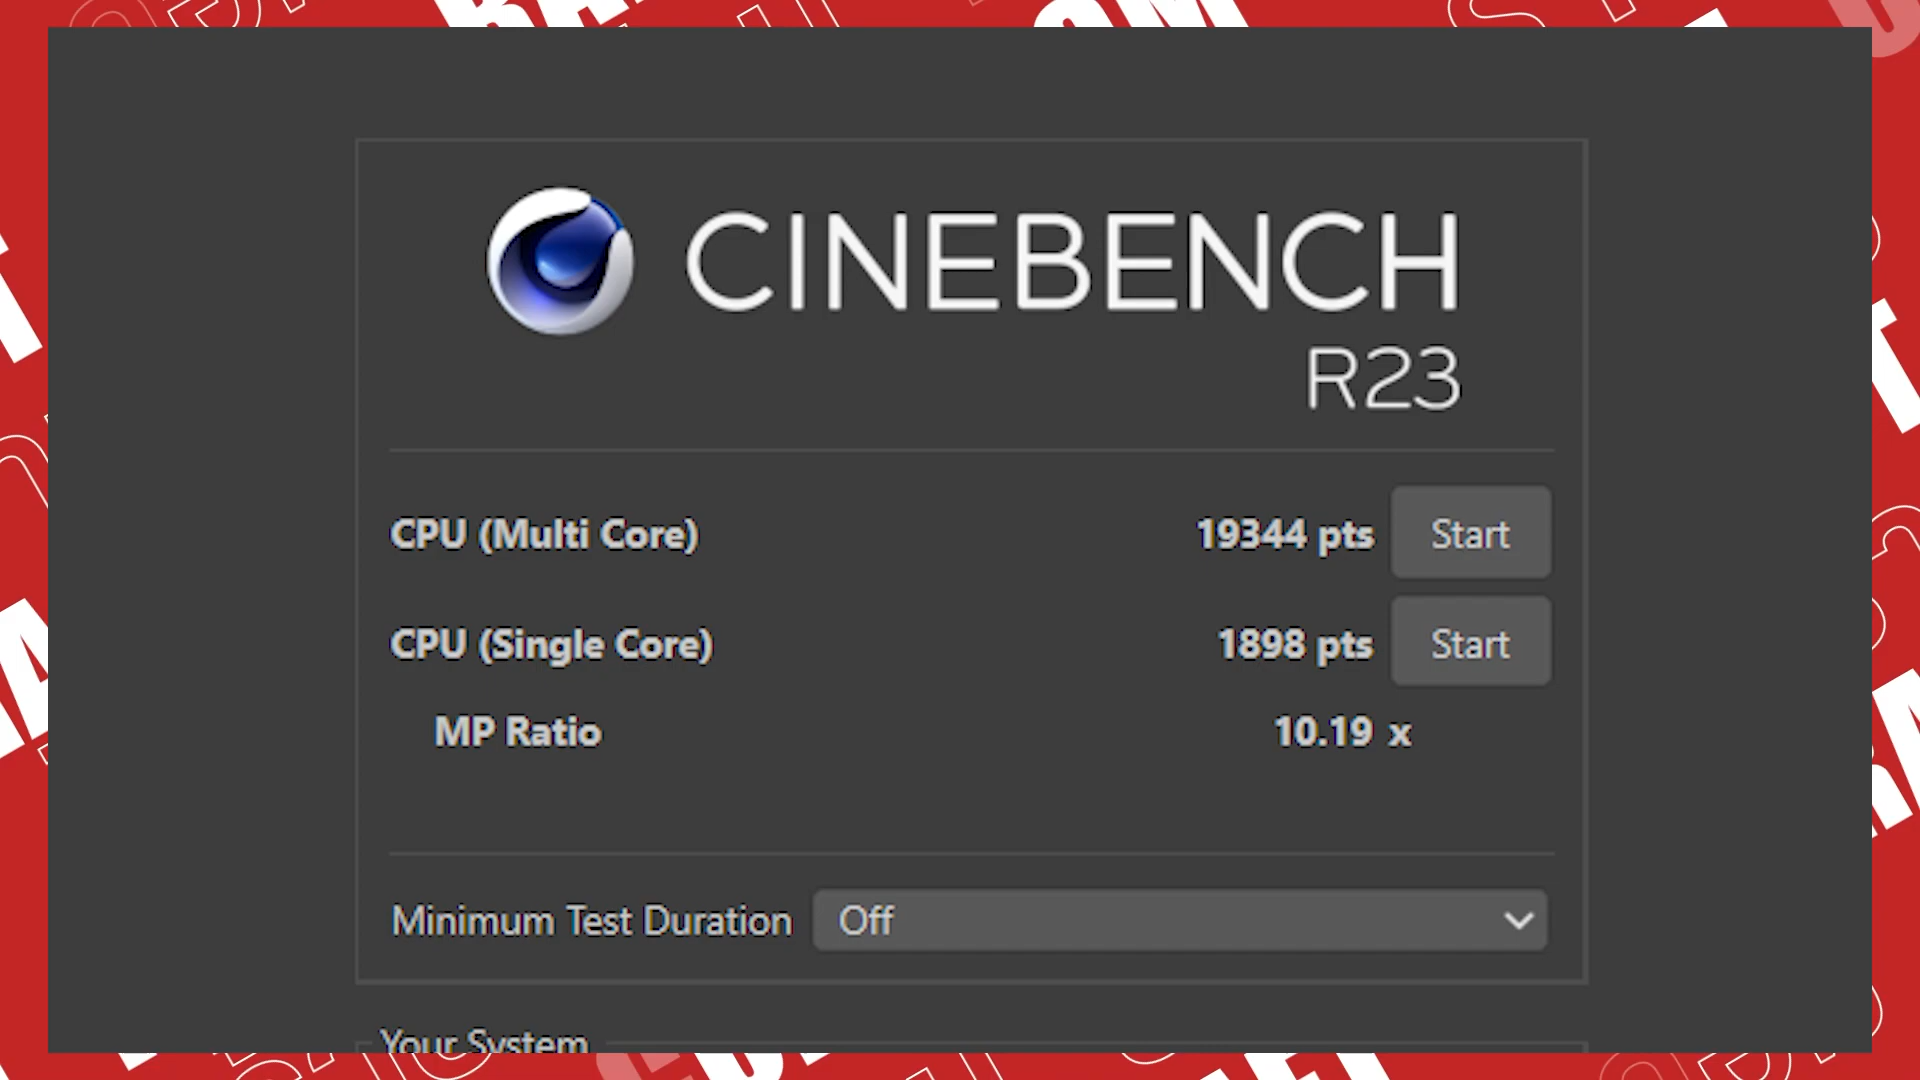 CINEBENCH
R23
CPU (Multi Core) 19344 pts Start
CPU (Single Core) 1898 pts Start
MP Ratio 10.19 x
Minimum Test Duration Off
Your System